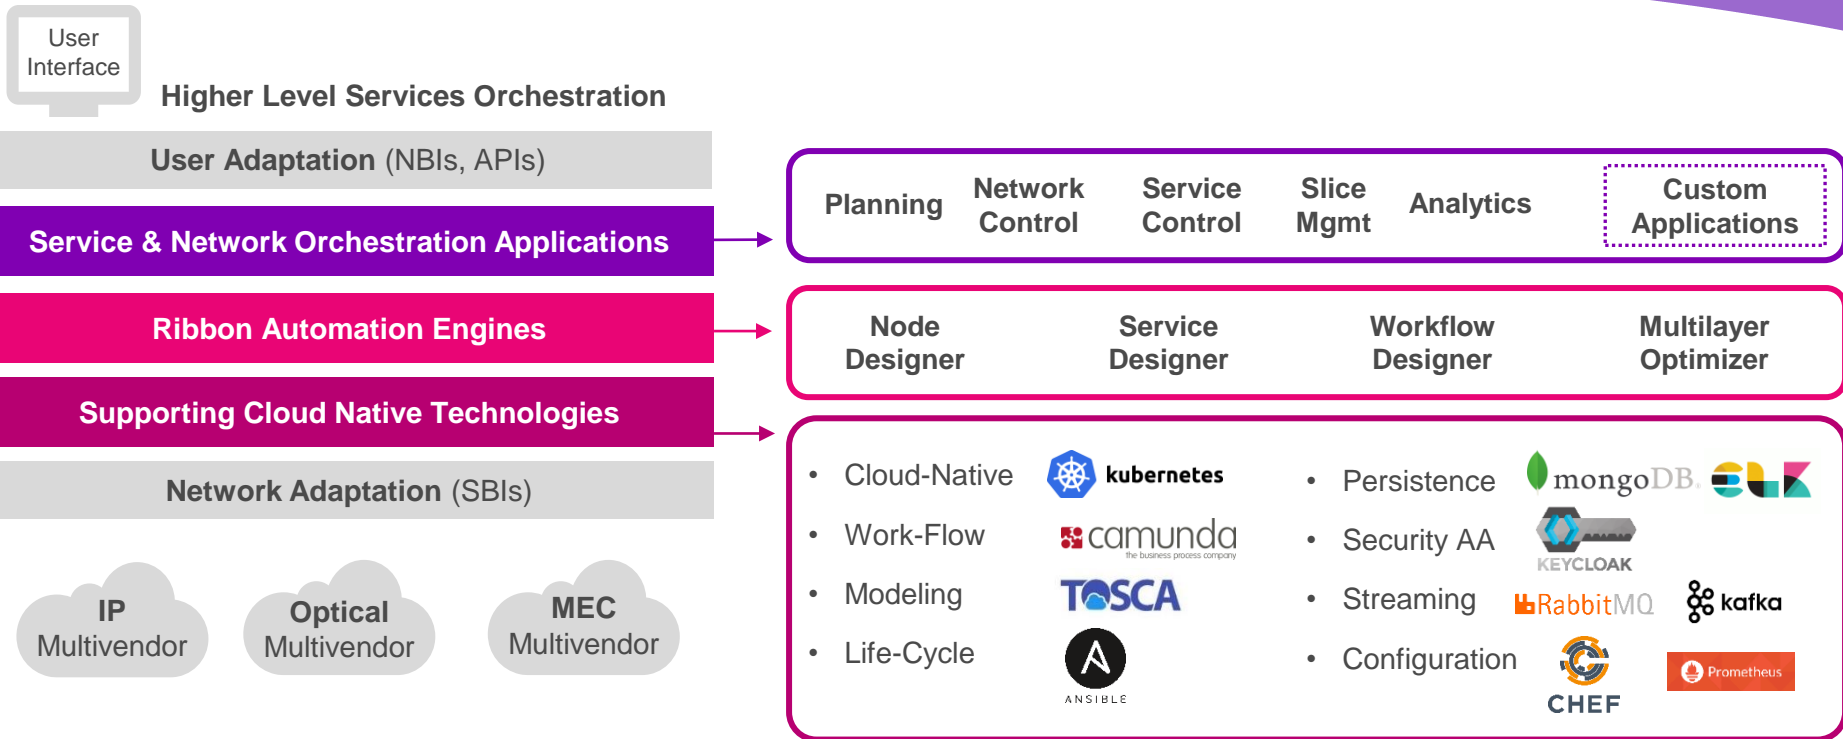 User
Interface
Higher Level Services Orchestration
User Adaptation (NBIs, APIs)
Service & Network Orchestration Applications
Ribbon Automation Engines
Supporting Cloud Native Technologies
Network Adaptation (SBIs)
IP
Multivendor
Optical
Multivendor
MEC
Multivendor
Planning
Network
Control
Service
Control
Slice
Mgmt
Analytics
Custom
Applications
Node
Designer
Service
Designer
Workflow
Designer
Multilayer
Optimizer
• Cloud-Native
kubernetes
• Work-Flow
camunda
the business process company
• Modeling
TOSCA
• Life-Cycle
A
ANSIBLE
• Persistence
mongoDB®
ELK
• Security AA
KEYCLOAK
• Streaming
RabbitMQ
kafka
• Configuration
CHEF
Prometheus